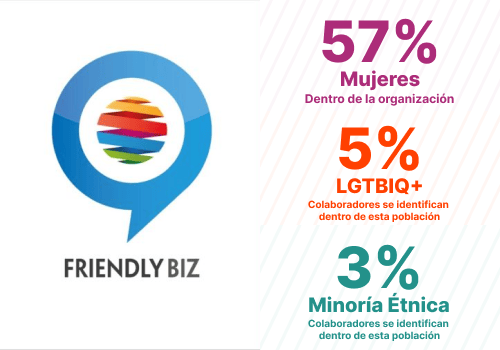 FRIENDLY BIZ
57%
Mujeres
Dentro de la organización
5%
LGTBIQ+
Colaboradores se identifican
dentro de esta población
3%
Minoría Étnica
Colaboradores se identifican
dentro de esta población